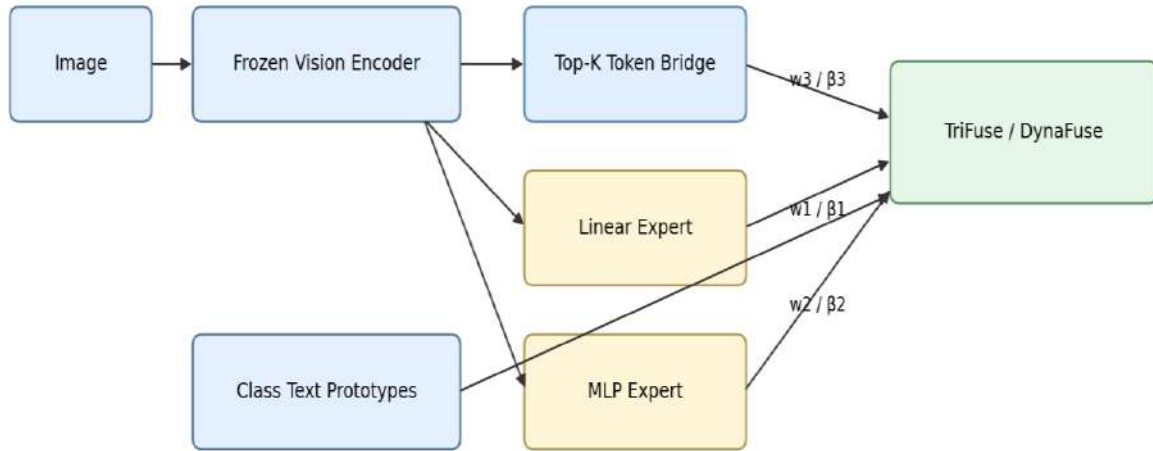 Image
Frozen Vision Encoder
Top-K Token Bridge
w3 / β3
TriFuse / DynaFuse
Linear Expert
w1 / β1
w2 / β2
Class Text Prototypes
MLP Expert